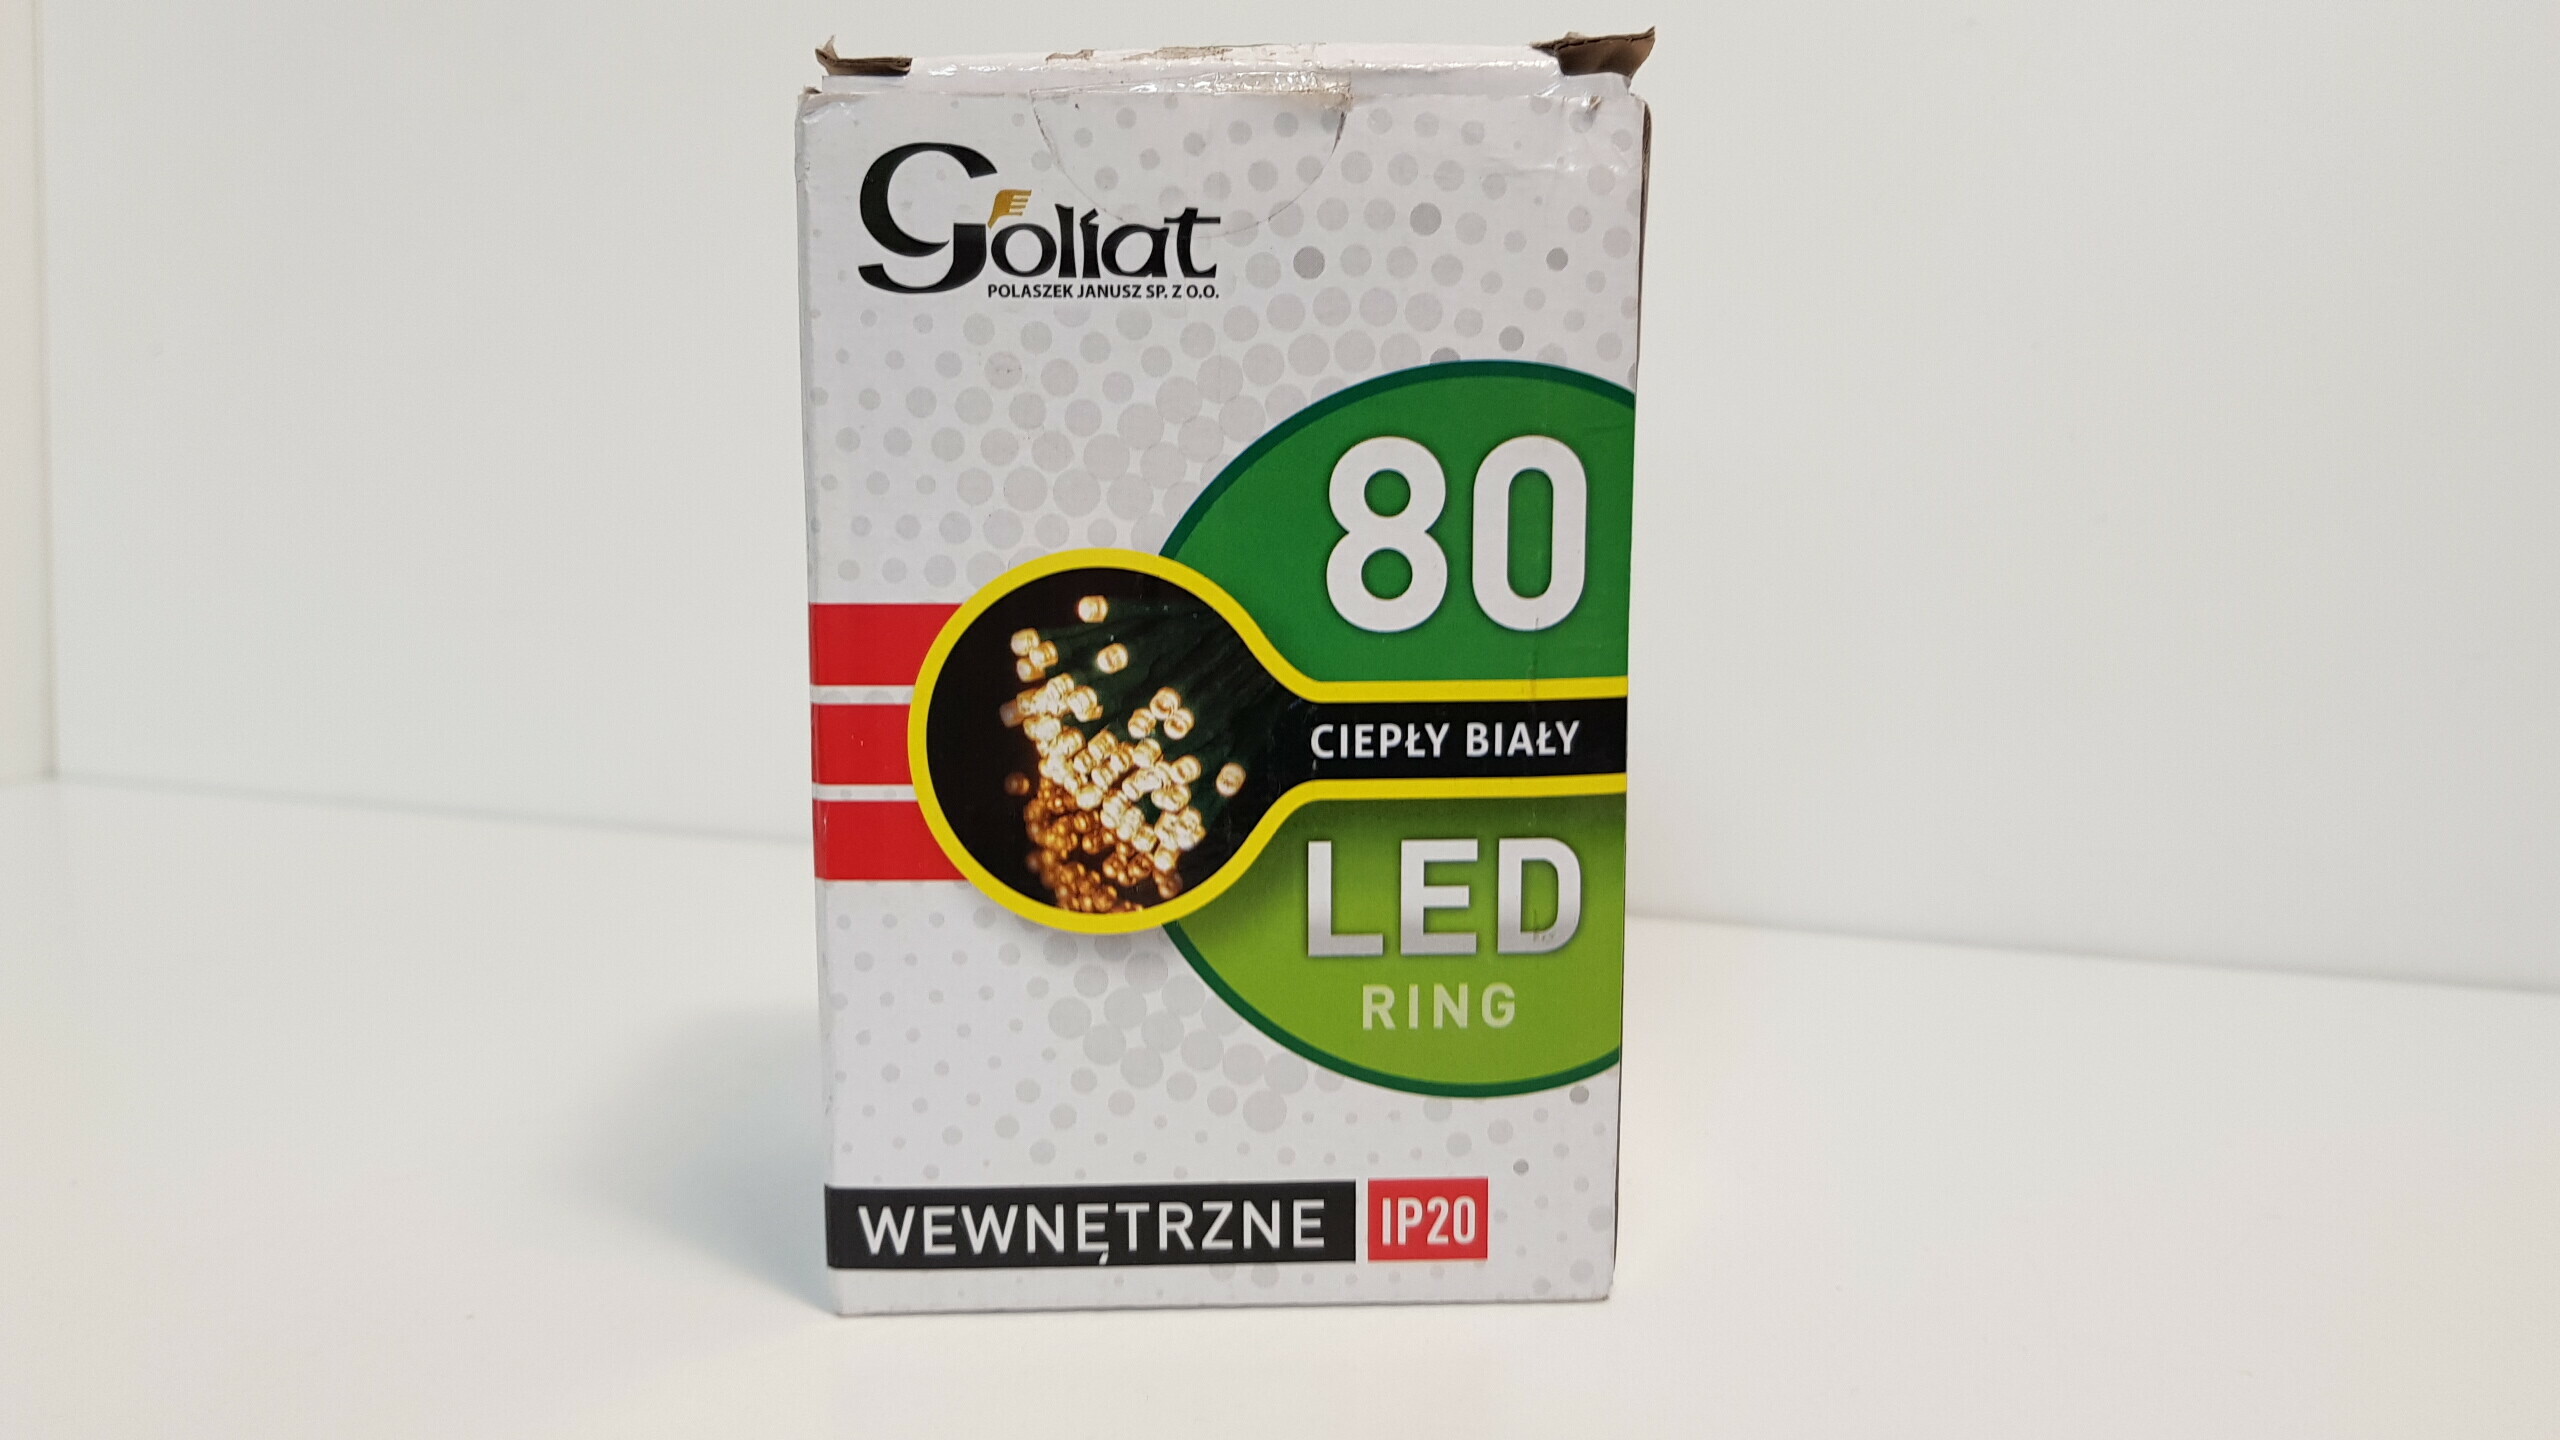 Goliat
POLASZEK JANUSZ SP. Z O.O.
80
CIEPŁY BIAŁY
LED
RING
WEWNĘTRZNE IP20